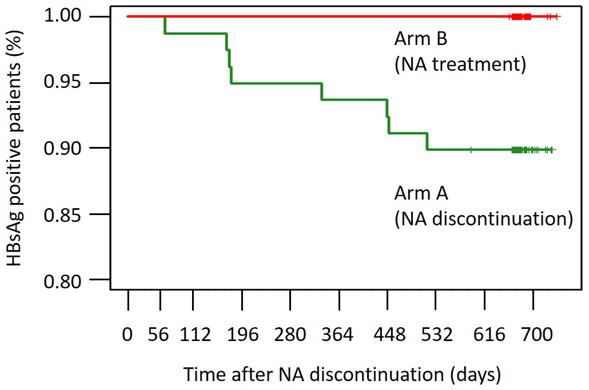 HBsAg positive patients (%)
1.00
0.95
0.90
0.85
0.80
Arm B
(NA treatment)
Arm A
(NA discontinuation)
0 56 112 196 280 364 448 532 616 700
Time after NA discontinuation (days)